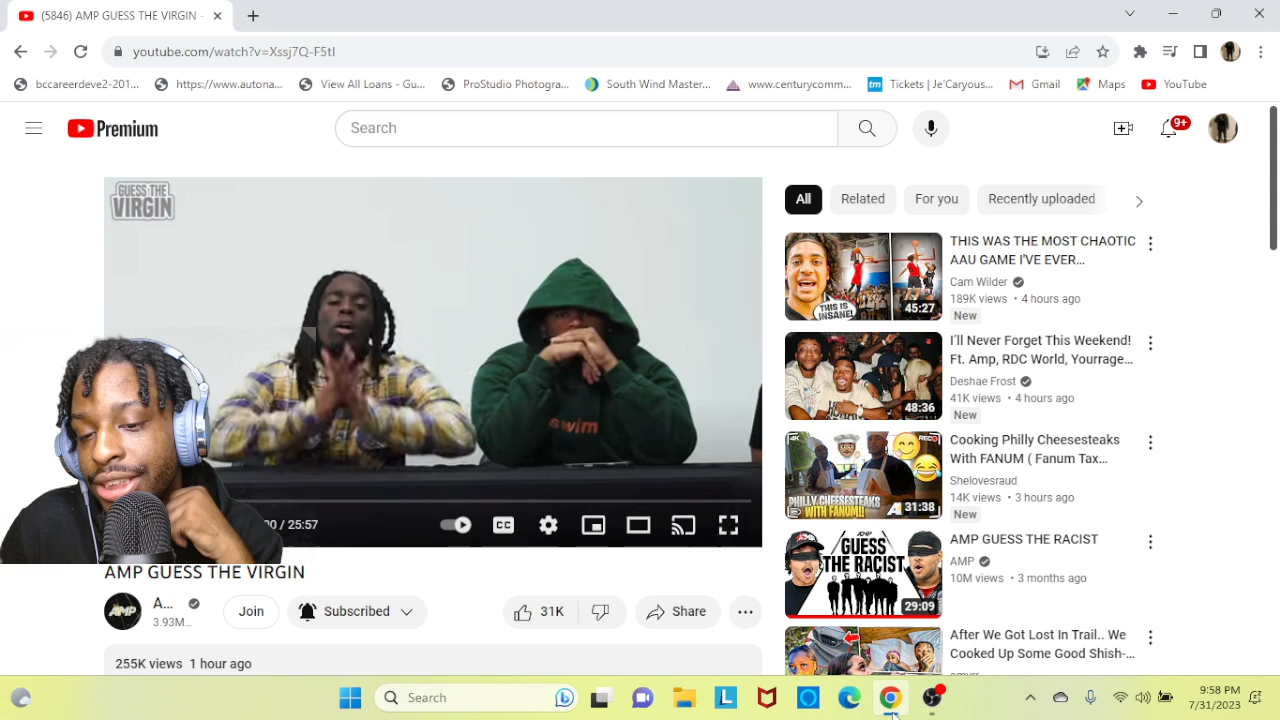 (5846) AMP GUESS THE VIRGIN -
youtube.com/watch?v=Xssj7Q-F5tI
bccareerdeve2-201...
https://www.autona...
View All Loans - Gu...
ProStudio Photogra...
South Wind Master...
www.centurycomm...
tm
Tickets | Je'Caryous...
Gmail
Maps
YouTube
Premium
Search
9+
GUESS THE
VIRGIN
swim
/ 25:57
CC
AMP GUESS THE VIRGIN
AMP
A...
3.93M...
Join
Subscribed
31K
Share
255K views 1 hour ago
All
Related
For you
Recently uploaded
THIS IS
INSANE!
45:27
THIS WAS THE MOST CHAOTIC
AAU GAME I'VE EVER...
Cam Wilder
189K views • 4 hours ago
New
48:36
I'll Never Forget This Weekend!
Ft. Amp, RDC World, Yourrage...
Deshae Frost
41K views • 4 hours ago
New
4K
REC
PHILLY CHEESESTEAKS
WITH FANUM!!
31:38
Cooking Philly Cheesesteaks
With FANUM ( Fanum Tax...
Shelovesraud
14K views • 3 hours ago
New
AMP
GUESS
THE RACIST
29:09
AMP GUESS THE RACIST
AMP
10M views • 3 months ago
After We Got Lost In Trail.. We
Cooked Up Some Good Shish-...
Search
L
9:58 PM
7/31/2023